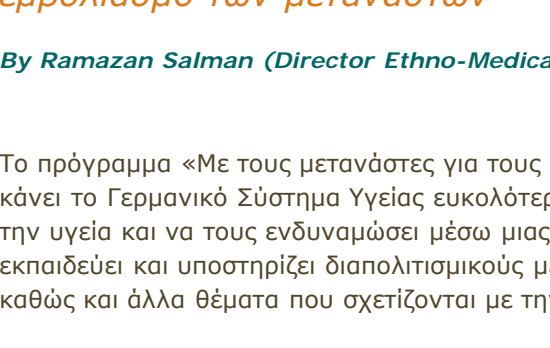 εμβολιασμό των μεταναστών
By Ramazan Salman (Director Ethno-Medica
Το πρόγραμμα «Με τους μετανάστες για τους
κάνει το Γερμανικό Σύστημα Υγείας ευκολότερ
την υγεία και να τους ενδυναμώσει μέσω μιας
εκπαιδεύει και υποστηρίζει διαπολιτισμικούς με
καθώς και άλλα θέματα που σχετίζονται με την